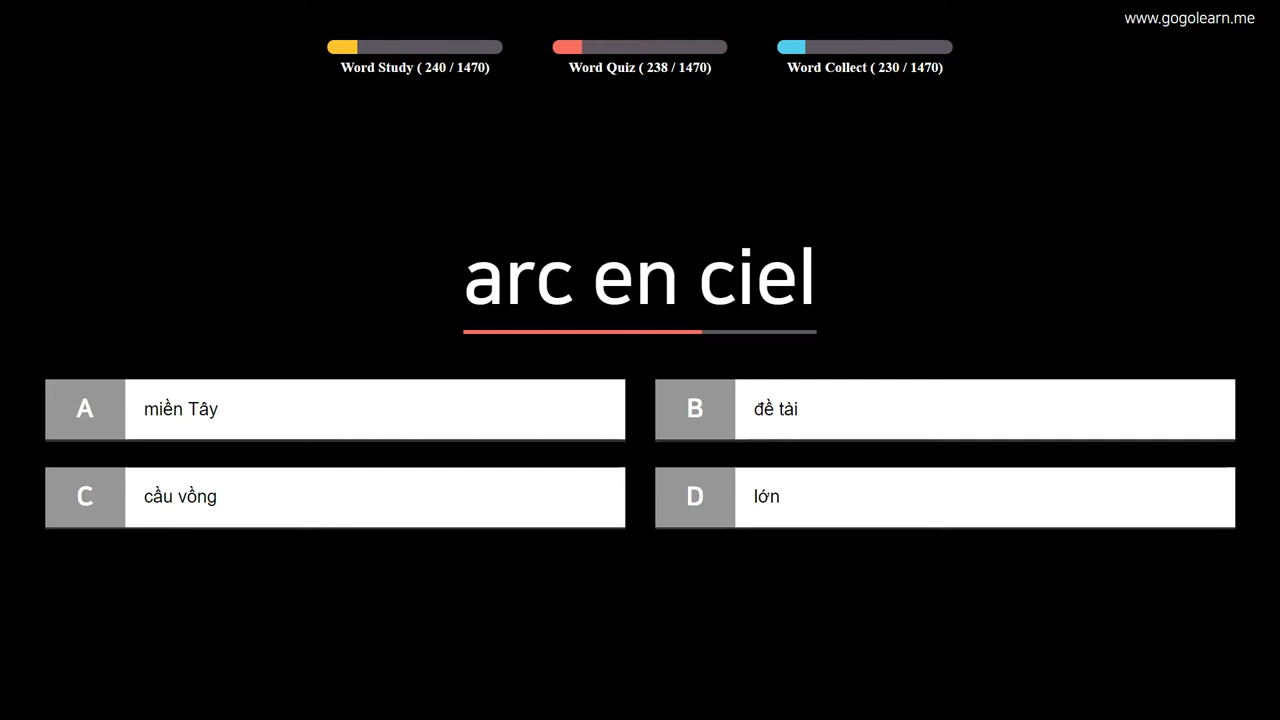 www.gogolearn.me
Word Study ( 240 / 1470)
Word Quiz ( 238 / 1470)
Word Collect ( 230 / 1470)
arc en ciel
A miền Tây
B đề tài
C cầu vồng
D lớn